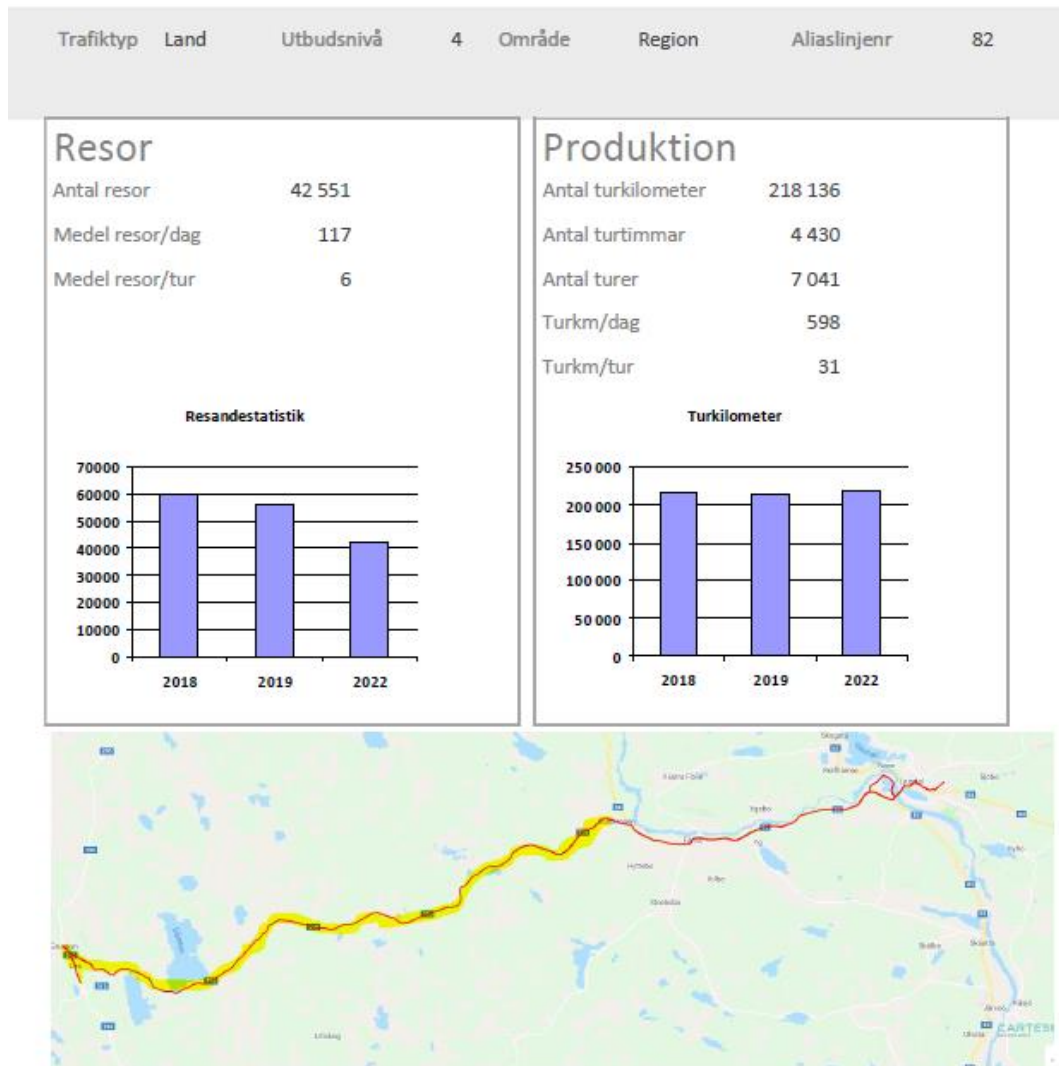 Trafiktyp Land Utbudsnivå 4 Område Region Aliaslinjenr 82
Resor
Antal resor 42 551
Medel resor/dag 117
Medel resor/tur 6
Resandestatistik
70000
60000
50000
40000
30000
20000
10000
0
2018 2019 2022
Produktion
Antal turkilometer 218 136
Antal turtimmar 4 430
Antal turer 7 041
Turkm/dag 598
Turkm/tur 31
Turkilometer
250 000
200 000
150 000
100 000
50 000
0
2018 2019 2022